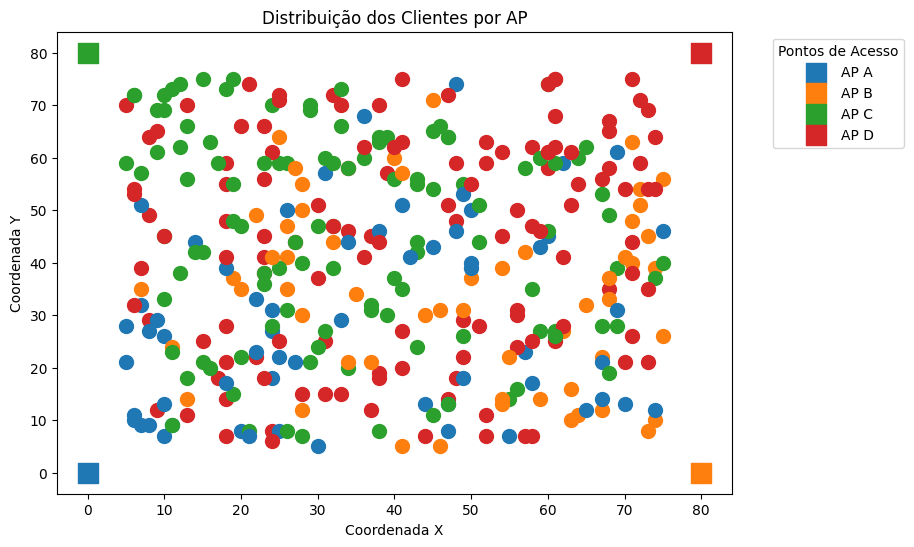 Distribuição dos Clientes por AP
Coordenada Y
80
70
60
50
40
30
20
10
0
0 10 20 30 40 50 60 70 80
Coordenada X
Pontos de Acesso
AP A
AP B
AP C
AP D